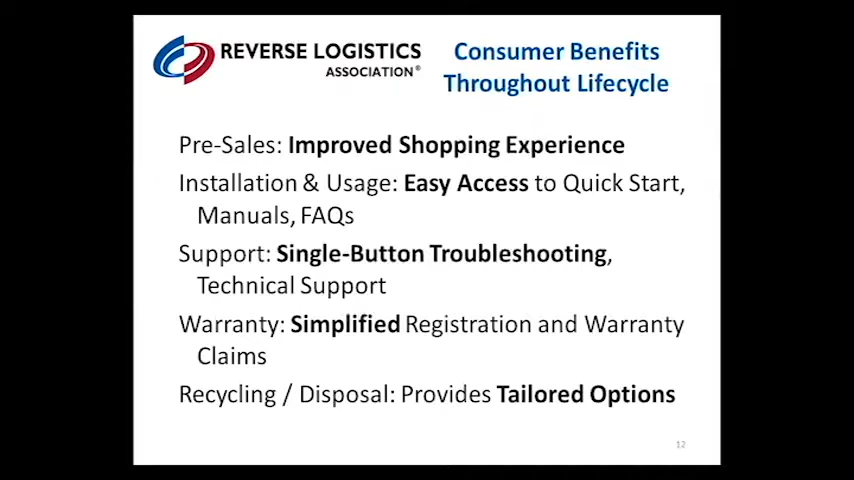 REVERSE LOGISTICS
ASSOCIATION®
Consumer Benefits
Throughout Lifecycle
Pre-Sales: Improved Shopping Experience
Installation & Usage: Easy Access to Quick Start,
Manuals, FAQs
Support: Single-Button Troubleshooting,
Technical Support
Warranty: Simplified Registration and Warranty
Claims
Recycling / Disposal: Provides Tailored Options
12